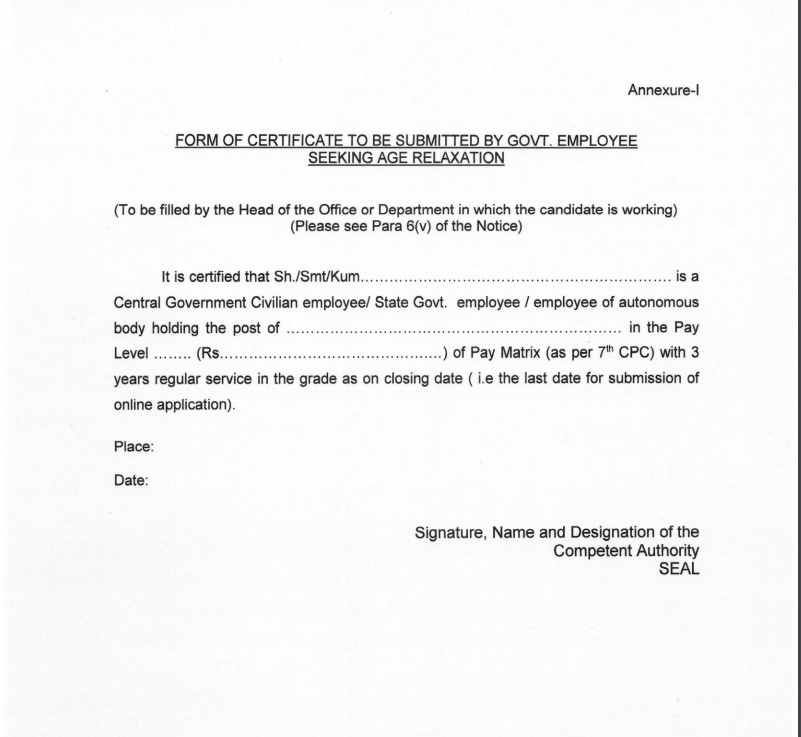 Annexure-I
FORM OF CERTIFICATE TO BE SUBMITTED BY GOVT. EMPLOYEE
SEEKING AGE RELAXATION
(To be filled by the Head of the Office or Department in which the candidate is working)
(Please see Para 6(v) of the Notice)
It is certified that Sh./Smt/Kum................................................................. is a
Central Government Civilian employee/ State Govt. employee / employee of autonomous
body holding the post of ...................................................................... in the Pay
Level ........ (Rs...............................................) of Pay Matrix (as per 7th CPC) with 3
years regular service in the grade as on closing date ( i.e the last date for submission of
online application).
Place:
Date:
Signature, Name and Designation of the
Competent Authority
SEAL